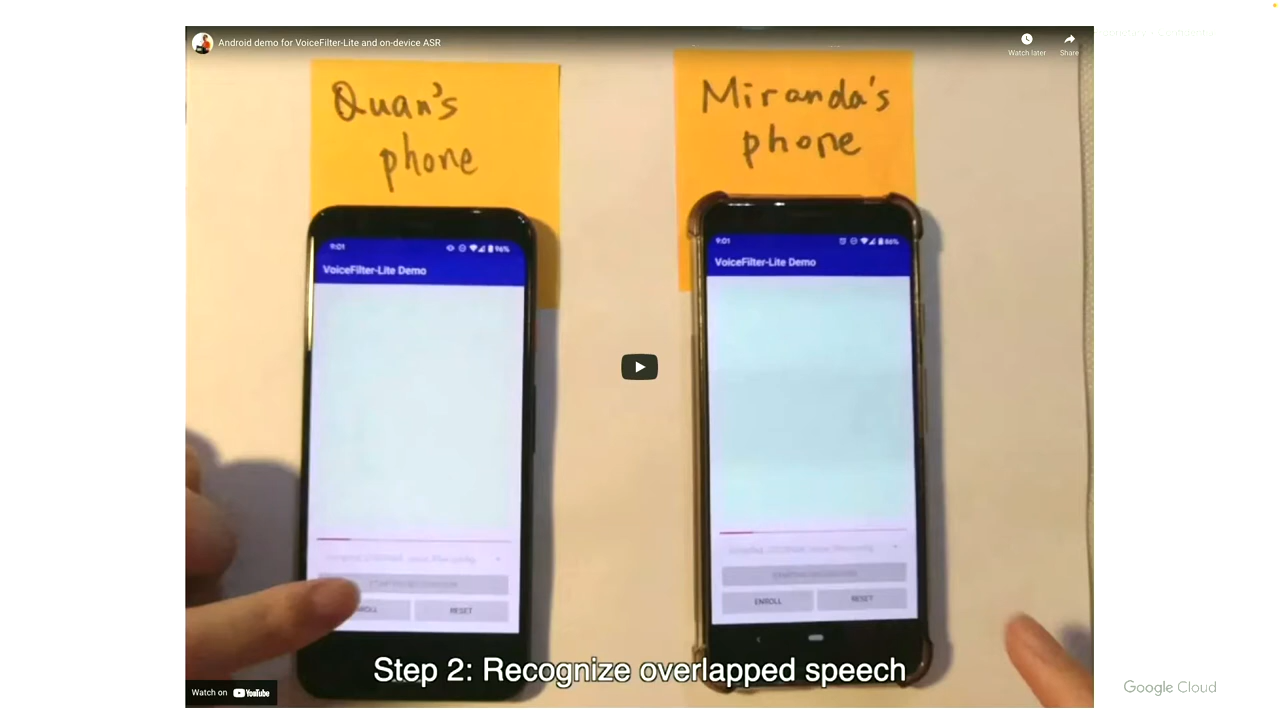 Android demo for VoiceFilter-Lite and on-device ASR
Watch later
Share
Quan's
phone
Miranda's
phone
9:01
96%
VoiceFilter-Lite Demo
9:01
86%
VoiceFilter-Lite Demo
RESET
ENROLL
RESET
Step 2: Recognize overlapped speech
Watch on YouTube
Google Cloud